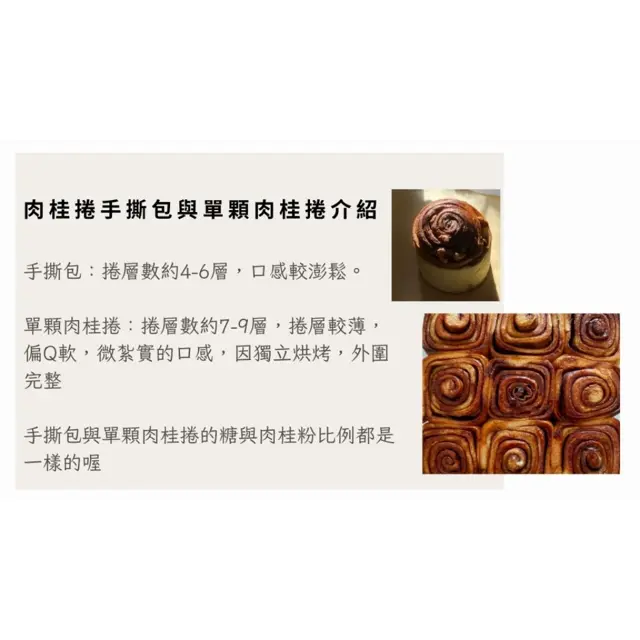 肉桂捲手撕包與單顆肉桂捲介紹
手撕包：捲層數約4-6層，口感較澎鬆。
單顆肉桂捲：捲層數約7-9層，捲層較薄，
偏Q軟，微紮實的口感，因獨立烘烤，外圍
完整
手撕包與單顆肉桂捲的糖與肉桂粉比例都是
一樣的喔